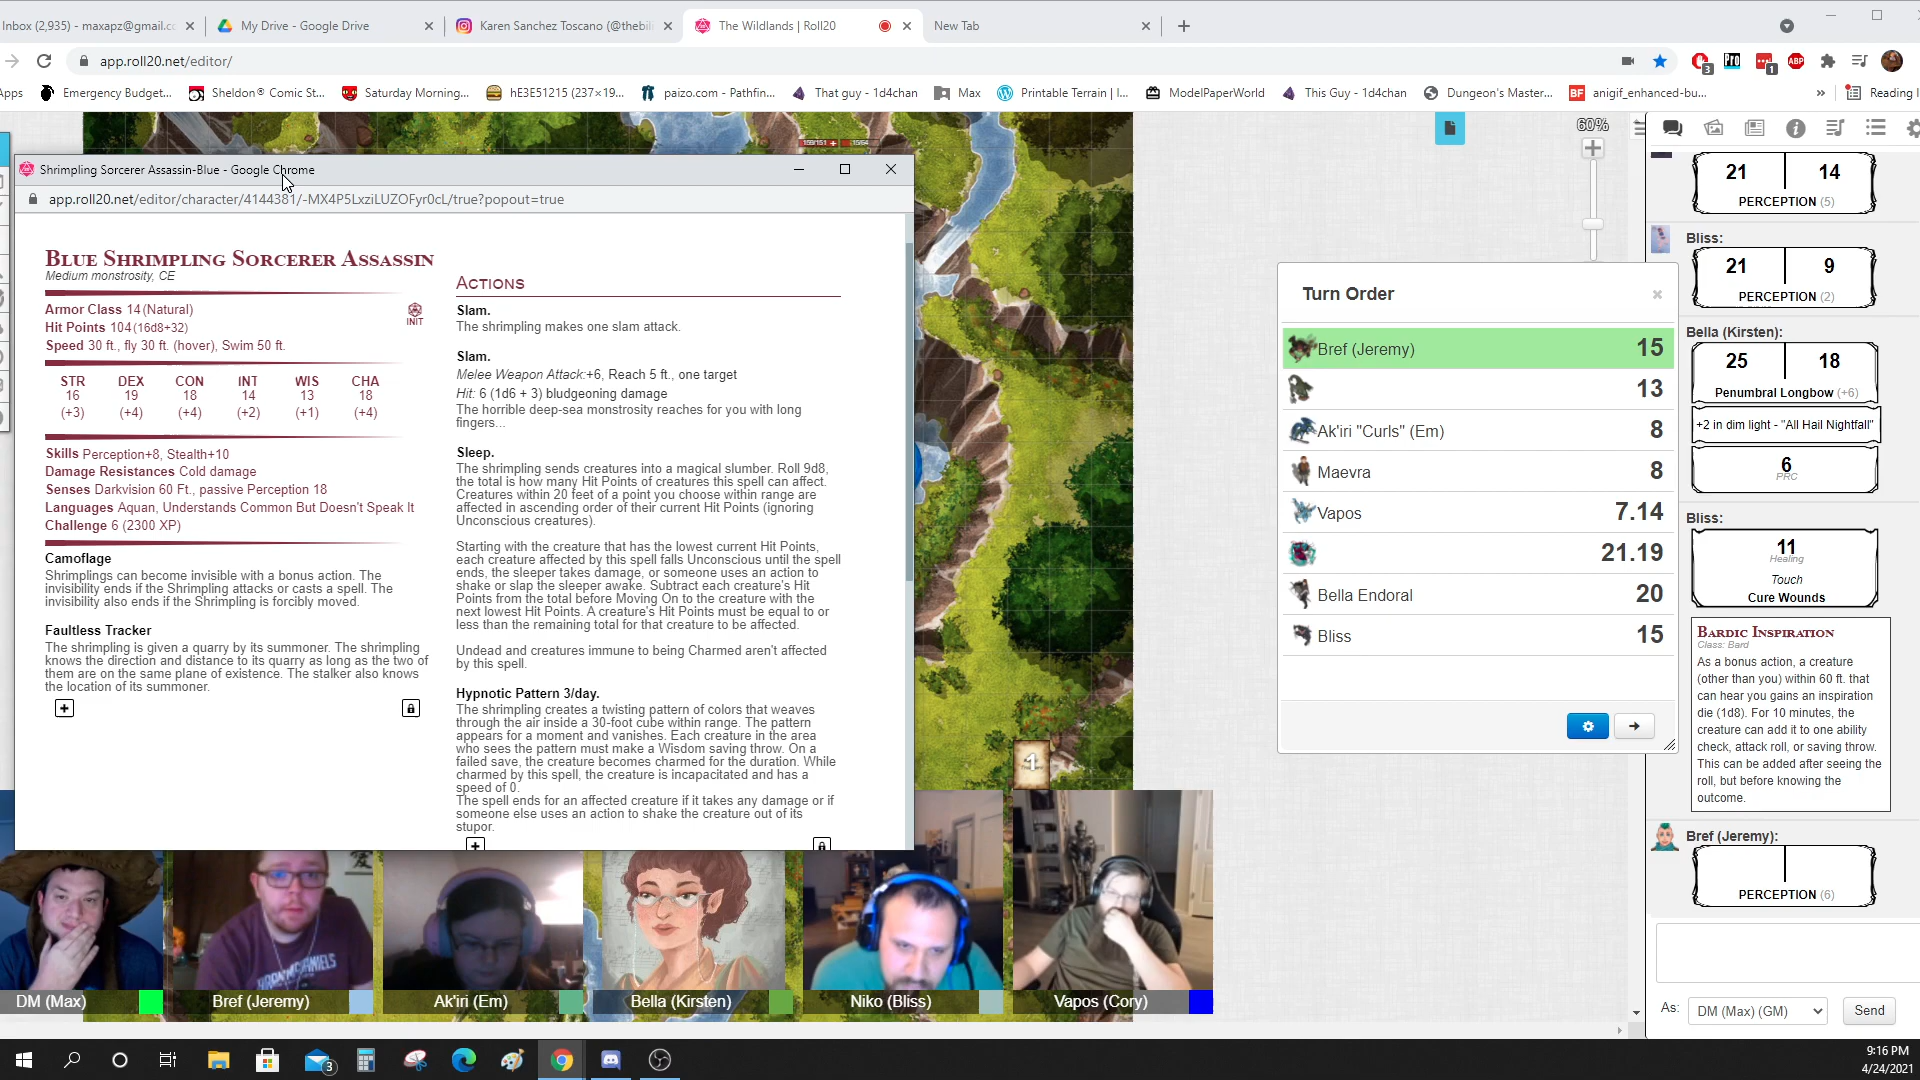 Inbox (2,935) - maxapz@gmail.cc
My Drive - Google Drive
Karen Sanchez Toscano (@thebil
The Wildlands | Roll20
New Tab
app.roll20.net/editor/
3
1
Apps
Emergency Budget...
Sheldon® Comic St...
Saturday Morning...
hE3E51215 (237×19...
paizo.com - Pathfin...
That guy - 1d4chan
Max
Printable Terrain | I...
ModelPaperWorld
This Guy - 1d4chan
Dungeon's Master...
anigif_enhanced-bu...
»
Reading l
60%
Shrimpling Sorcerer Assassin-Blue - Google Chrome
app.roll20.net/editor/character/4144381/-MX4P5LxziLUZOFyr0cL/true?popout=true
Blue Shrimpling Sorcerer Assassin
Medium monstrosity, CE
Armor Class 14 (Natural)
Hit Points 104 (16d8+32)
Speed 30 ft., fly 30 ft. (hover), Swim 50 ft.
INIT
STR DEX CON INT WIS CHA
16 19 18 14 13 18
(+3) (+4) (+4) (+2) (+1) (+4)
Skills Perception+8, Stealth+10
Damage Resistances Cold damage
Senses Darkvision 60 Ft., passive Perception 18
Languages Aquan, Understands Common But Doesn't Speak It
Challenge 6 (2300 XP)
Camoflage
Shrimplings can become invisible with a bonus action. The
invisibility ends if the Shrimpling attacks or casts a spell. The
invisibility also ends if the Shrimpling is forcibly moved.
Faultless Tracker
The shrimpling is given a quarry by its summoner. The shrimpling
knows the direction and distance to its quarry as long as the two of
them are on the same plane of existence. The stalker also knows
the location of its summoner.
Actions
Slam.
The shrimpling makes one slam attack.
Slam.
Melee Weapon Attack:+6, Reach 5 ft., one target
Hit: 6 (1d6 + 3) bludgeoning damage
The horrible deep-sea monstrosity reaches for you with long
fingers...
Sleep.
The shrimpling sends creatures into a magical slumber. Roll 9d8,
the total is how many Hit Points of creatures this spell can affect.
Creatures within 20 feet of a point you choose within range are
affected in ascending order of their current Hit Points (ignoring
Unconscious creatures).
Starting with the creature that has the lowest current Hit Points,
each creature affected by this spell falls Unconscious until the spell
ends, the sleeper takes damage, or someone uses an action to
shake or slap the sleeper awake. Subtract each creature's Hit
Points from the total before Moving On to the creature with the
next lowest Hit Points. A creature's Hit Points must be equal to or
less than the remaining total for that creature to be affected.
Undead and creatures immune to being Charmed aren't affected
by this spell.
Hypnotic Pattern 3/day.
The shrimpling creates a twisting pattern of colors that weaves
through the air inside a 30-foot cube within range. The pattern
appears for a moment and vanishes. Each creature in the area
who sees the pattern must make a Wisdom saving throw. On a
failed save, the creature becomes charmed for the duration. While
charmed by this spell, the creature is incapacitated and has a
speed of 0.
The spell ends for an affected creature if it takes any damage or if
someone else uses an action to shake the creature out of its
stupor.
Turn Order
Bref (Jeremy) 15
13
Ak'iri "Curls" (Em) 8
Maevra 8
Vapos 7.14
21.19
Bella Endoral 20
Bliss 15
21 14
PERCEPTION (5)
Bliss:
21 9
PERCEPTION (2)
Bella (Kirsten):
25 18
Penumbral Longbow (+6)
+2 in dim light - "All Hail Nightfall"
6
PRC
Bliss:
11
Healing
Touch
Cure Wounds
Bardic Inspiration
Class: Bard
As a bonus action, a creature
(other than you) within 60 ft. that
can hear you gains an inspiration
die (1d8). For 10 minutes, the
creature can add it to one ability
check, attack roll, or saving throw.
This can be added after seeing the
roll, but before knowing the
outcome.
Bref (Jeremy):
PERCEPTION (6)
As: DM (Max) (GM) Send
DM (Max)
Bref (Jeremy)
Ak'iri (Em)
Bella (Kirsten)
Niko (Bliss)
Vapos (Cory)
3
9:16 PM
4/24/2021